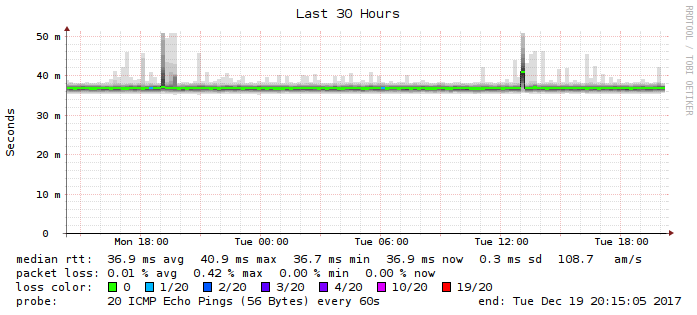 Last 30 Hours
RRDTOOL / TOBI OETIKER
Seconds
50 m
40 m
30 m
20 m
10 m
0
Mon 18:00 Tue 00:00 Tue 06:00 Tue 12:00 Tue 18:00
median rtt: 36.9 ms avg 40.9 ms max 36.7 ms min 36.9 ms now 0.3 ms sd 108.7 am/s
packet loss: 0.01 % avg 0.42 % max 0.00 % min 0.00 % now
loss color: 0 1/20 2/20 3/20 4/20 10/20 19/20
probe: 20 ICMP Echo Pings (56 Bytes) every 60s end: Tue Dec 19 20:15:05 2017